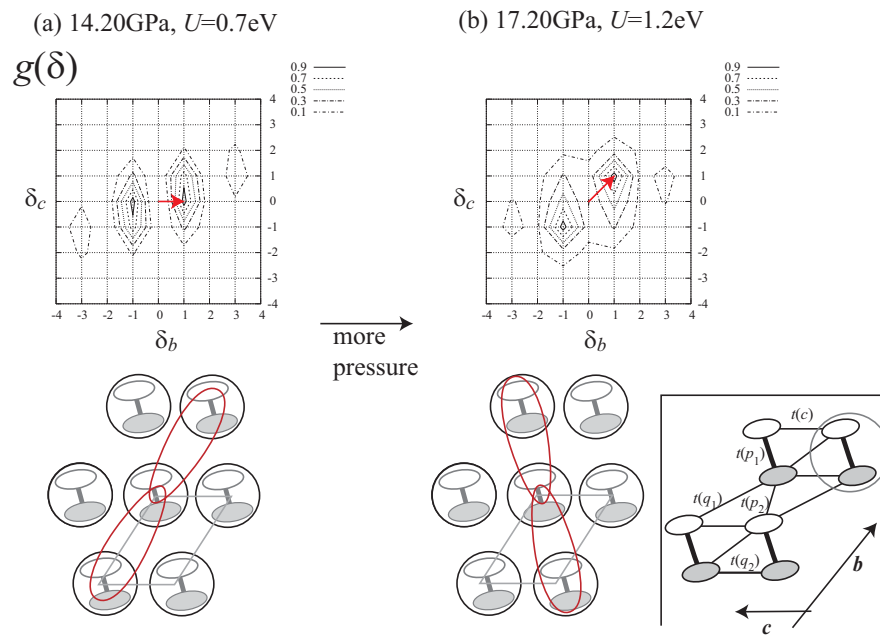 (a) 14.20GPa, U=0.7eV
(b) 17.20GPa, U=1.2eV
g(δ)
0.9
0.7
0.5
0.3
0.1
0.9
0.7
0.5
0.3
0.1
4
3
2
1
0
-1
-2
-3
-4
δc
-4 -3 -2 -1 0 1 2 3 4
δb
4
3
2
1
0
-1
-2
-3
-4
δc
-4 -3 -2 -1 0 1 2 3 4
δb
more
pressure
t(c)
t(p1)
t(q1)
t(p2)
t(q2)
b
c